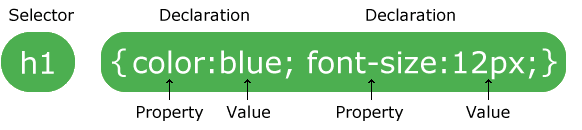 Selector Declaration Declaration
h1 {color:blue; font-size:12px;}
Property Value Property Value